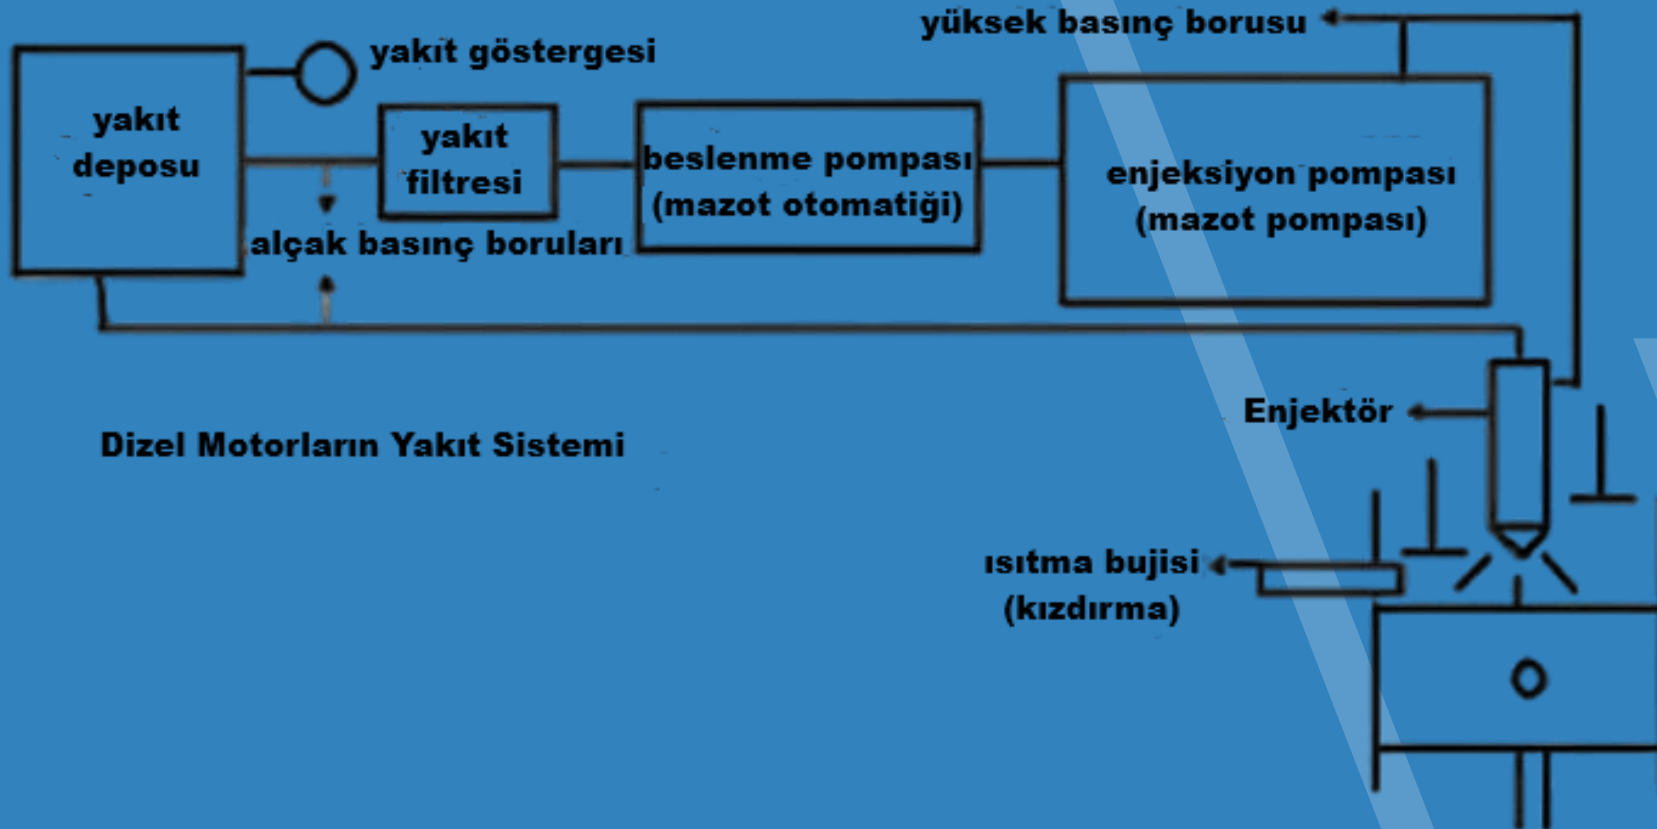 yüksek basınç borusu
yakıt göstergesi
yakıt
deposu
yakıt
filtresi
beslenme pompası
(mazot otomatiği)
enjeksiyon pompası
(mazot pompası)
alçak basınç boruları
Enjektör
Dizel Motorların Yakıt Sistemi
ısıtma bujisi
(kızdırma)